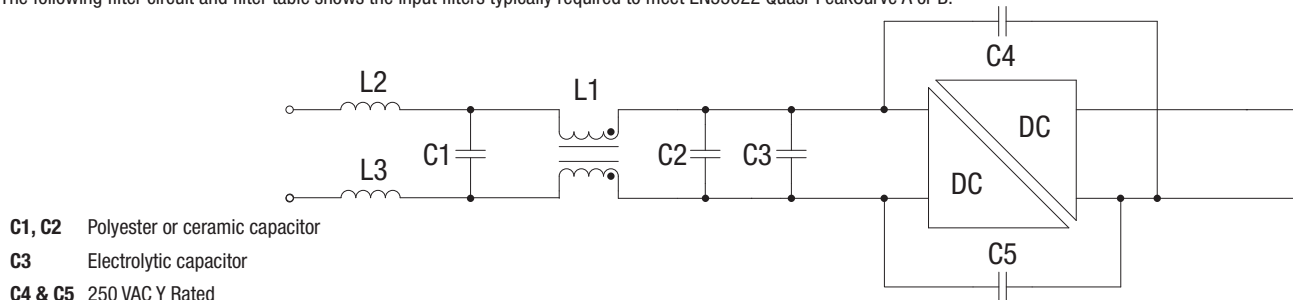 The following filter circuit and filter table shows the input filters typically required to meet EN55022 Quasi-PeakCurve A or B.
C4
L2
L1
DC
C1
C2
C3
L3
DC
C1, C2 Polyester or ceramic capacitor
C3 Electrolytic capacitor
C5
C4 & C5 250 VAC Y Rated